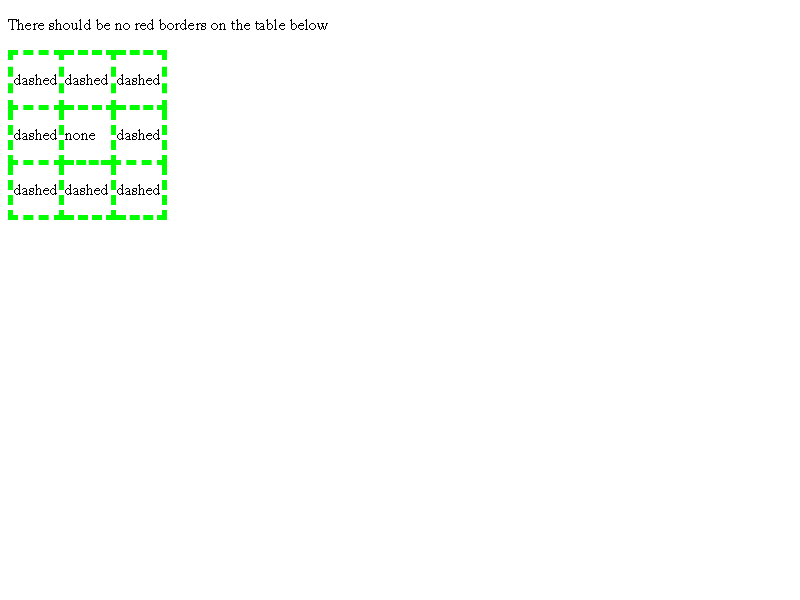 There should be no red borders on the table below
dashed dashed dashed
dashed none dashed
dashed dashed dashed